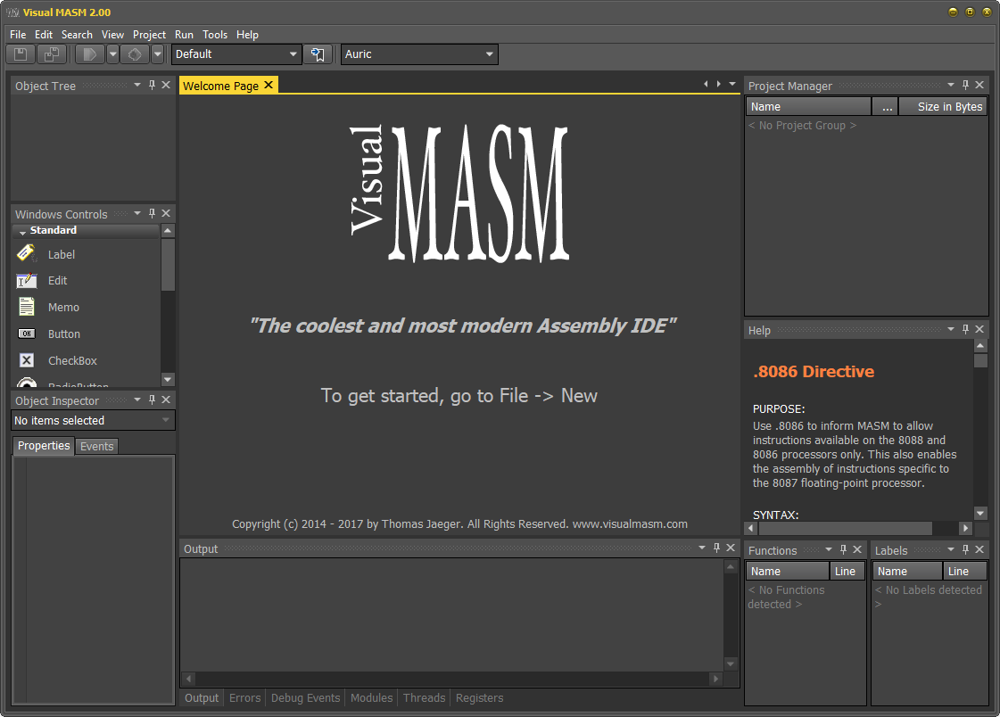 Visual MASM 2.00
File Edit Search View Project Run Tools Help
Default
Auric
Object Tree
Windows Controls
Standard
Label
Edit
Memo
OK Button
CheckBox
RadioButton
Object Inspector
No items selected
Properties Events
Welcome Page
Visual
MASM
"The coolest and most modern Assembly IDE"
To get started, go to File -> New
Copyright (c) 2014 - 2017 by Thomas Jaeger. All Rights Reserved. www.visualmasm.com
Output
Output Errors Debug Events Modules Threads Registers
Project Manager
Name ... Size in Bytes
< No Project Group >
Help
.8086 Directive
PURPOSE:
Use .8086 to inform MASM to allow
instructions available on the 8088 and
8086 processors only. This also enables
the assembly of instructions specific to
the 8087 floating-point processor.
SYNTAX:
Functions
Name Line
< No Functions
detected >
Labels
Name Line
< No Labels detected
>